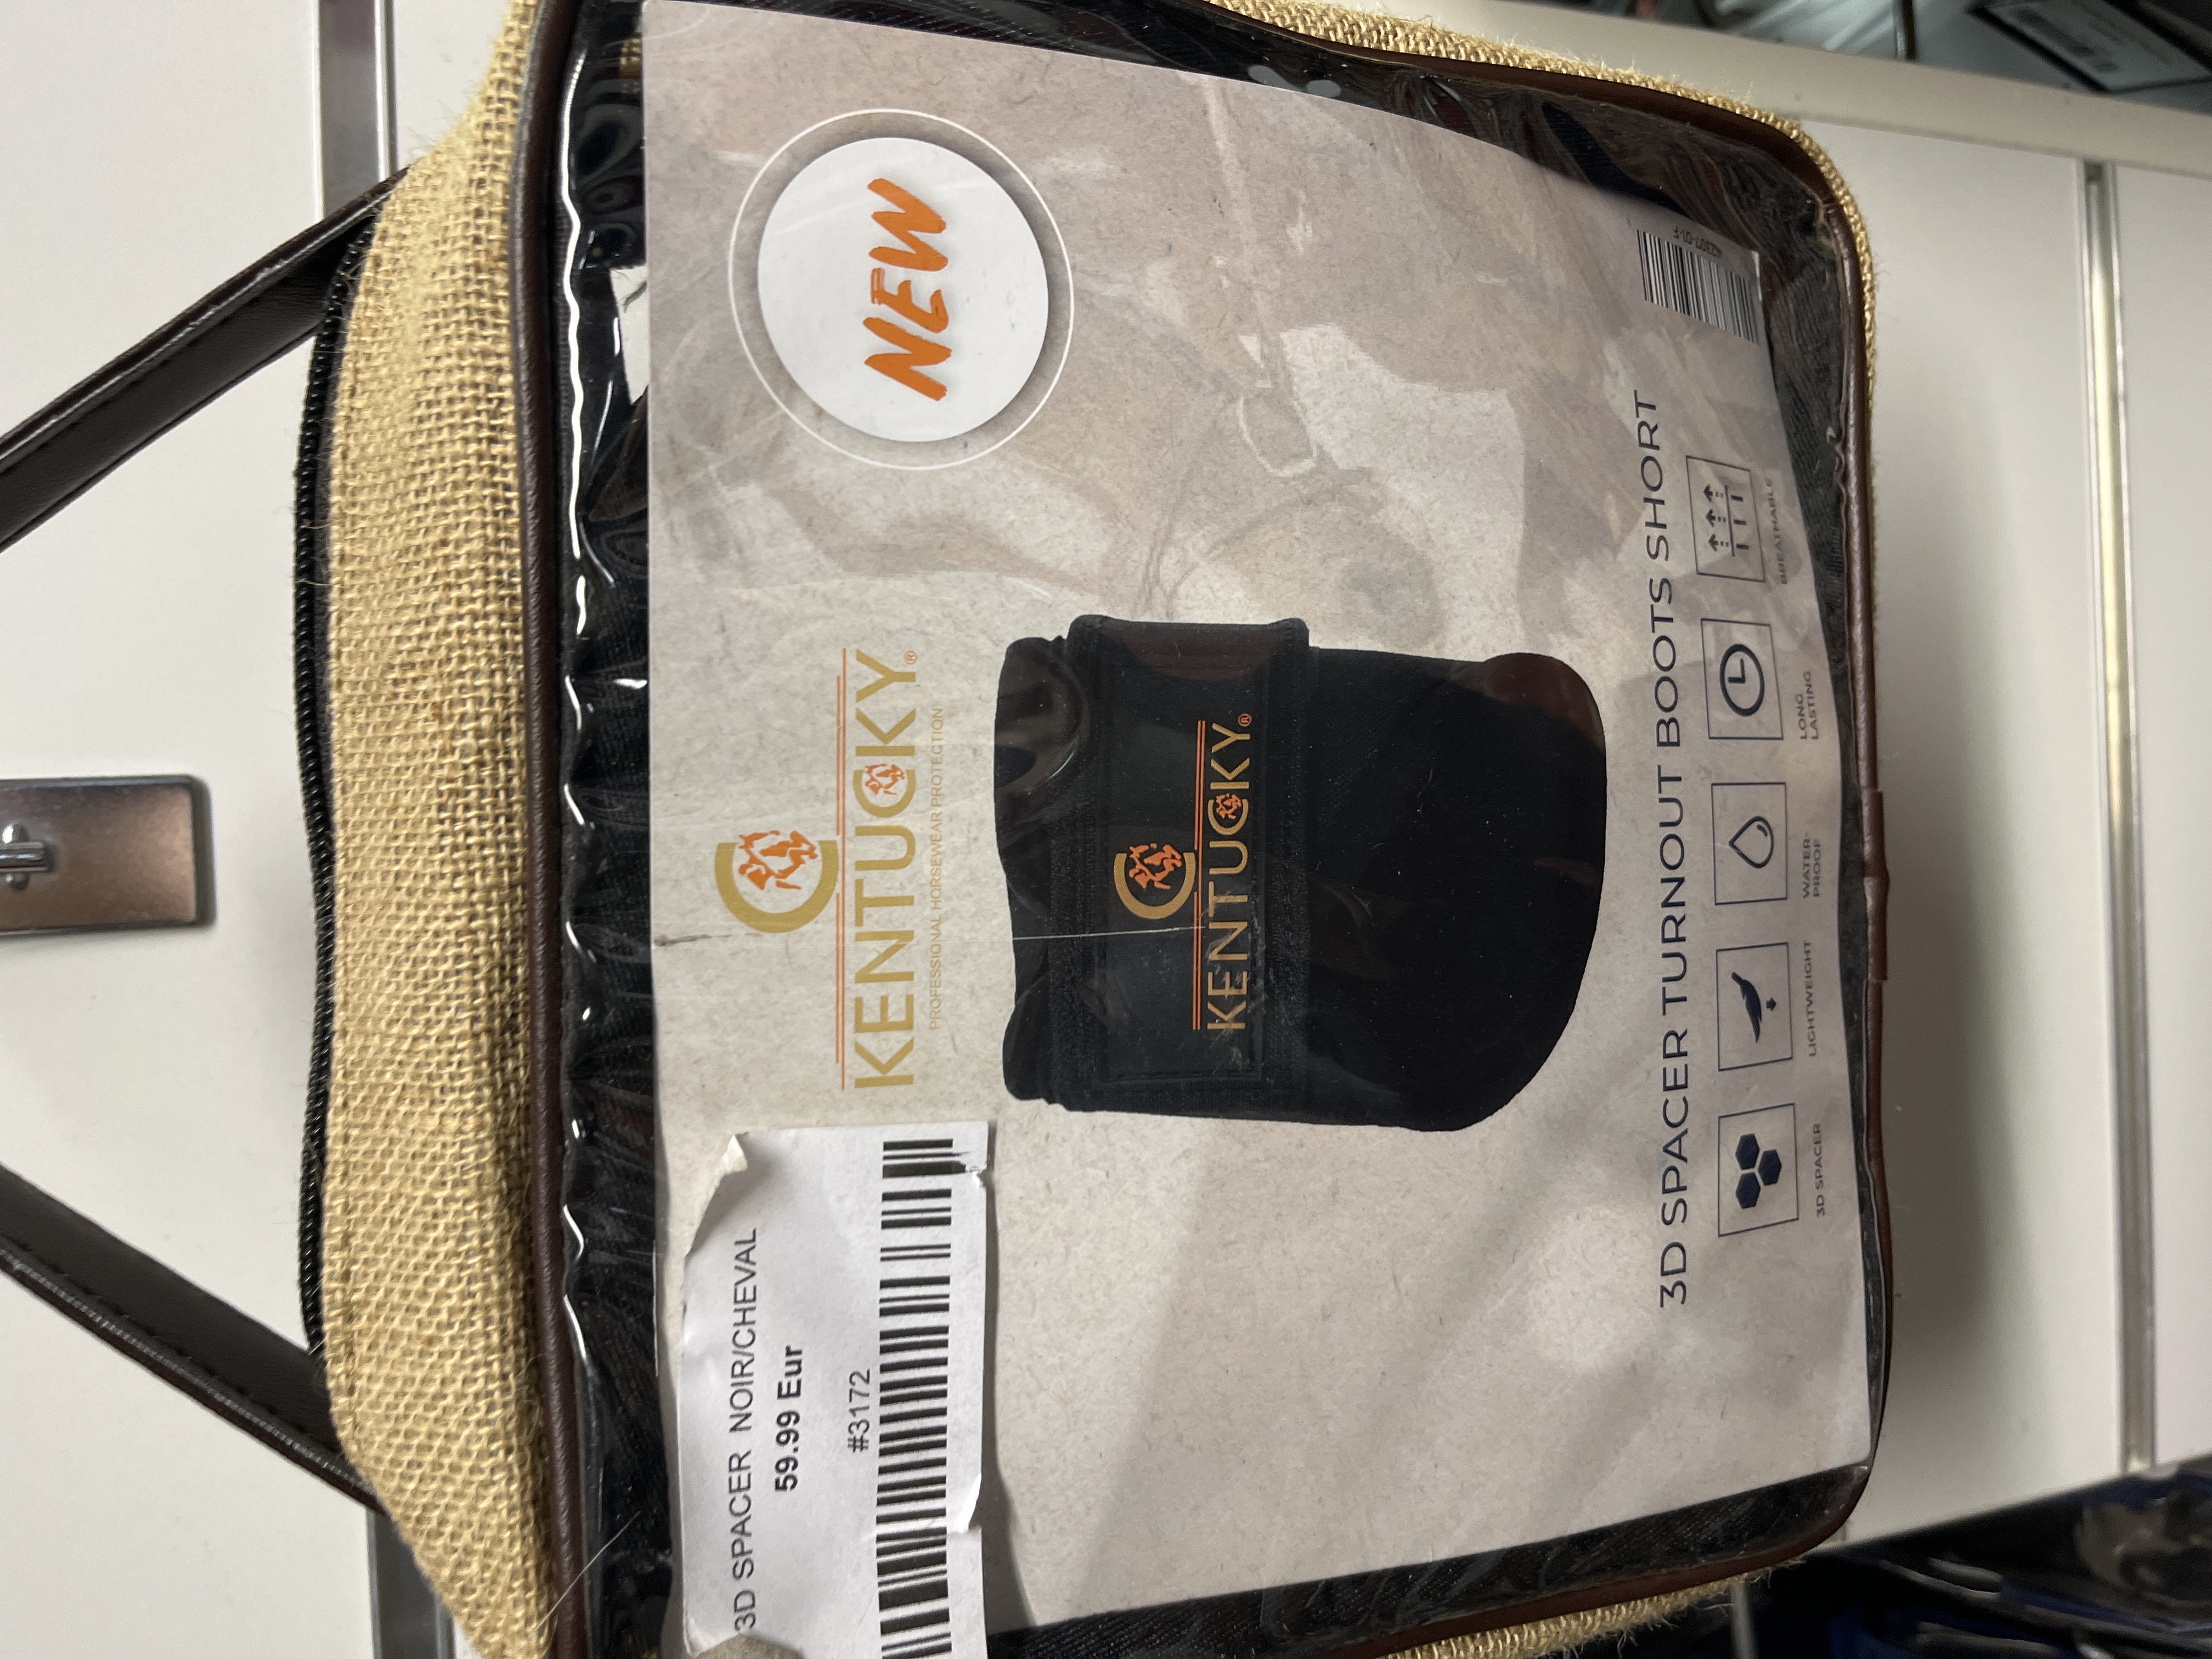 NEW
KENTUCKY®
PROFESSIONAL HORSEWEAR PROTECTION
3D SPACER NOIR/CHEVAL
59.99 Eur
#3172
KENTUCKY®
3D SPACER TURNOUT BOOTS SHORT
3D SPACER
LIGHTWEIGHT
WATER-
PROOF
LONG
LASTING
BREATHABLE